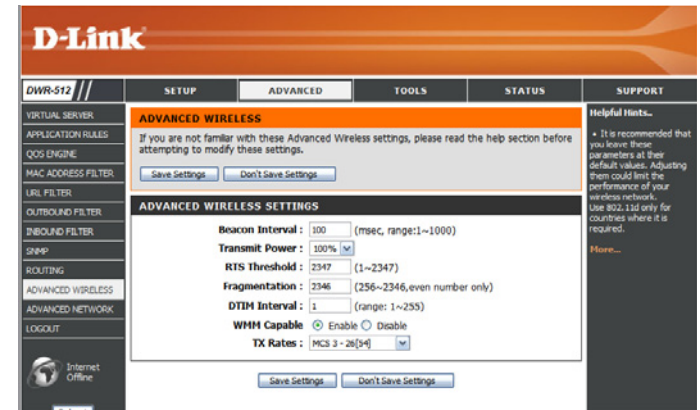 D-Link
DWR-512 SETUP ADVANCED TOOLS STATUS SUPPORT
VIRTUAL SERVER
APPLICATION RULES
QOS ENGINE
MAC ADDRESS FILTER
URL FILTER
OUTBOUND FILTER
INBOUND FILTER
SNMP
ROUTING
ADVANCED WIRELESS
ADVANCED NETWORK
LOGOUT
Internet
Offline
ADVANCED WIRELESS
If you are not familar with these Advanced Wireless settings, please read the help section before
attempting to modify these settings.
Save Settings Don't Save Settings
ADVANCED WIRELESS SETTINGS
Beacon Interval : 100 (msec, range:1~1000)
Transmit Power : 100%
RTS Threshold : 2347 (1~2347)
Fragmentation : 2346 (256~2346,even number only)
DTIM Interval : 1 (range: 1~255)
WMM Capable Enable Disable
TX Rates : MCS 3 - 26[54]
Save Settings Don't Save Settings
Helpful Hints..
• It is recommended that
you leave these
parameters at their
default values. Adjusting
them could limit the
performance of your
wireless network.
Use 802.11d only for
countries where it is
required.
More...